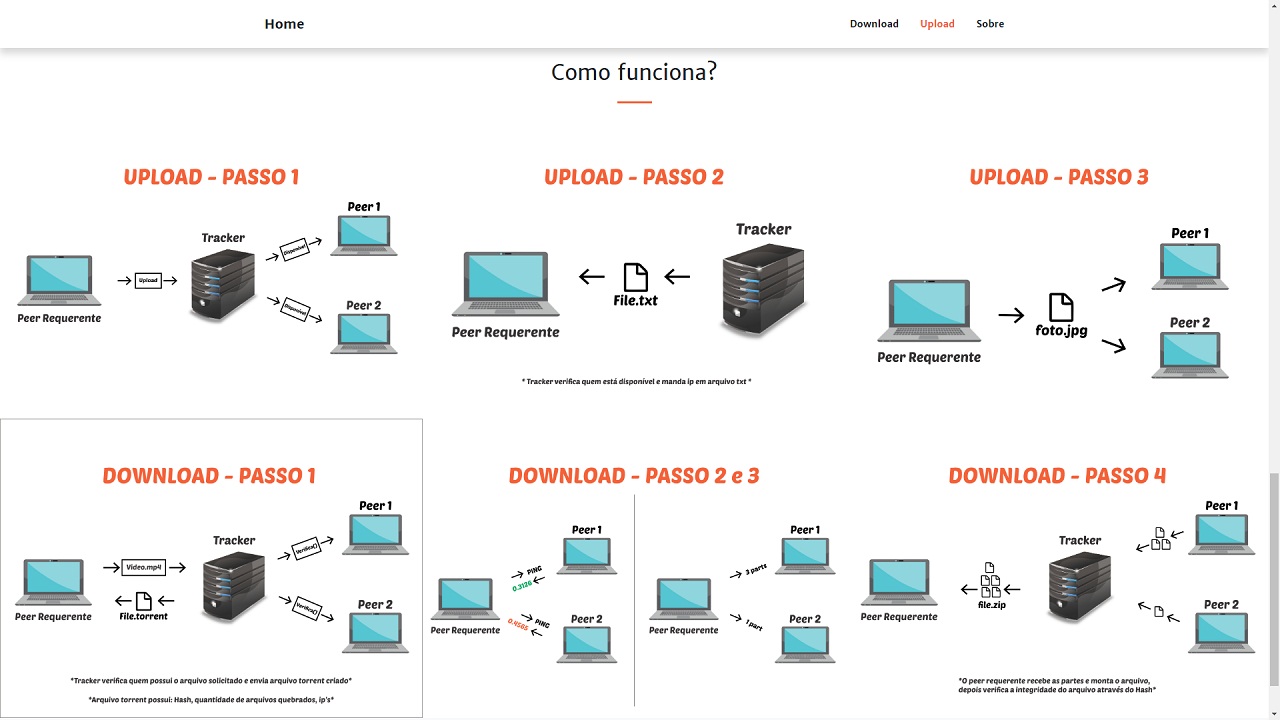 Home
Download
Upload
Sobre
Como funciona?
UPLOAD - PASSO 1
Peer Requerente
Upload
Tracker
Disponível
Disponível
Peer 1
Peer 2
UPLOAD - PASSO 2
Peer Requerente
File.txt
Tracker
* Tracker verifica quem está disponível e manda ip em arquivo txt *
UPLOAD - PASSO 3
Peer Requerente
foto.jpg
Peer 1
Peer 2
DOWNLOAD - PASSO 1
Peer Requerente
Video.mp4
File.torrent
Tracker
Verifica()
Verifica()
Peer 1
Peer 2
*Tracker verifica quem possui o arquivo solicitado e envia arquivo torrent criado*
*Arquivo torrent possui: Hash, quantidade de arquivos quebrados, ip's*
DOWNLOAD - PASSO 2 e 3
Peer Requerente
PING
0.3126
PING
0.4565
Peer 1
Peer 2
Peer Requerente
3 parts
1 part
Peer 1
Peer 2
DOWNLOAD - PASSO 4
Peer Requerente
file.zip
Tracker
Peer 1
Peer 2
*O peer requerente recebe as partes e monta o arquivo,
depois verifica a integridade do arquivo através do Hash*